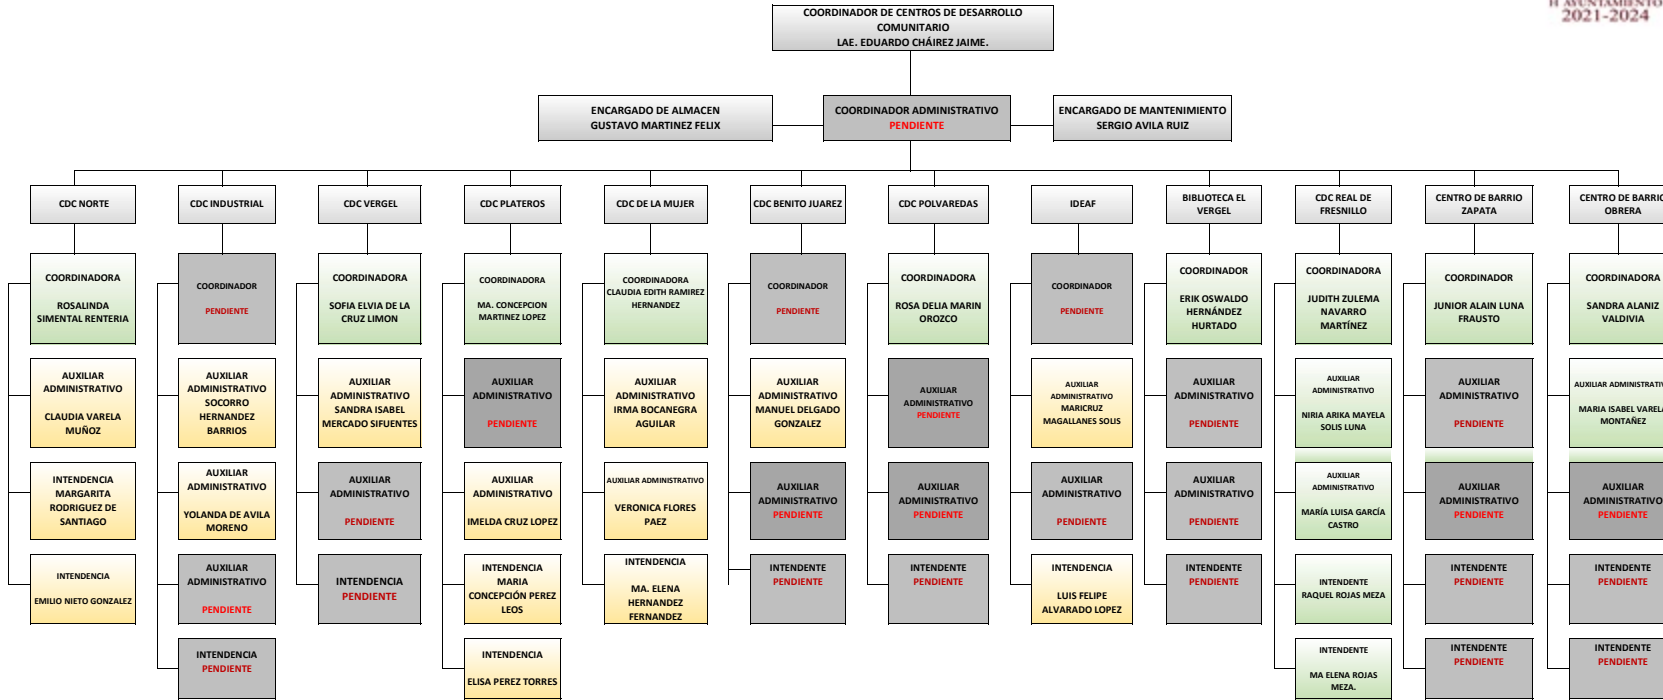 H AYUNTAMIENTO
2021-2024
COORDINADOR DE CENTROS DE DESARROLLO
COMUNITARIO
LAE. EDUARDO CHÁIREZ JAIME.
ENCARGADO DE ALMACEN
GUSTAVO MARTINEZ FELIX
COORDINADOR ADMINISTRATIVO
PENDIENTE
ENCARGADO DE MANTENIMIENTO
SERGIO AVILA RUIZ
CDC NORTE
CDC INDUSTRIAL
CDC VERGEL
CDC PLATEROS
CDC DE LA MUJER
CDC BENITO JUAREZ
CDC POLVAREDAS
IDEAF
BIBLIOTECA EL
VERGEL
CDC REAL DE
FRESNILLO
CENTRO DE BARRIO
ZAPATA
CENTRO DE BARRIO
OBRERA
COORDINADORA
ROSALINDA
SIMENTAL RENTERIA
COORDINADOR
PENDIENTE
COORDINADORA
SOFIA ELVIA DE LA
CRUZ LIMON
COORDINADORA
MA. CONCEPCION
MARTINEZ LOPEZ
COORDINADORA
CLAUDIA EDITH RAMIREZ
HERNANDEZ
COORDINADOR
PENDIENTE
COORDINADORA
ROSA DELIA MARIN
OROZCO
COORDINADOR
PENDIENTE
COORDINADOR
ERIK OSWALDO
HERNÁNDEZ
HURTADO
COORDINADORA
JUDITH ZULEMA
NAVARRO
MARTÍNEZ
COORDINADOR
JUNIOR ALAIN LUNA
FRAUSTO
COORDINADORA
SANDRA ALANIZ
VALDIVIA
AUXILIAR
ADMINISTRATIVO
CLAUDIA VARELA
MUÑOZ
AUXILIAR
ADMINISTRATIVO
SOCORRO
HERNANDEZ
BARRIOS
AUXILIAR
ADMINISTRATIVO
SANDRA ISABEL
MERCADO SIFUENTES
AUXILIAR
ADMINISTRATIVO
PENDIENTE
AUXILIAR
ADMINISTRATIVO
IRMA BOCANEGRA
AGUILAR
AUXILIAR
ADMINISTRATIVO
MANUEL DELGADO
GONZALEZ
AUXILIAR
ADMINISTRATIVO
PENDIENTE
AUXILIAR
ADMINISTRATIVO
MARICRUZ
MAGALLANES SOLIS
AUXILIAR
ADMINISTRATIVO
PENDIENTE
AUXILIAR
ADMINISTRATIVO
NIRIA ARIKA MAYELA
SOLIS LUNA
AUXILIAR
ADMINISTRATIVO
PENDIENTE
AUXILIAR ADMINISTRATIV
MARIA ISABEL VARELA
MONTAÑEZ
INTENDENCIA
MARGARITA
RODRIGUEZ DE
SANTIAGO
AUXILIAR
ADMINISTRATIVO
YOLANDA DE AVILA
MORENO
AUXILIAR
ADMINISTRATIVO
PENDIENTE
AUXILIAR
ADMINISTRATIVO
IMELDA CRUZ LOPEZ
AUXILIAR ADMINISTRATIVO
VERONICA FLORES
PAEZ
AUXILIAR
ADMINISTRATIVO
PENDIENTE
AUXILIAR
ADMINISTRATIVO
PENDIENTE
AUXILIAR
ADMINISTRATIVO
PENDIENTE
AUXILIAR
ADMINISTRATIVO
PENDIENTE
AUXILIAR
ADMINISTRATIVO
MARÍA LUISA GARCÍA
CASTRO
AUXILIAR
ADMINISTRATIVO
PENDIENTE
AUXILIAR
ADMINISTRATIVO
PENDIENTE
INTENDENCIA
EMILIO NIETO GONZALEZ
AUXILIAR
ADMINISTRATIVO
PENDIENTE
INTENDENCIA
PENDIENTE
INTENDENCIA
MARIA
CONCEPCIÓN PEREZ
LEOS
INTENDENCIA
MA. ELENA
HERNANDEZ
FERNANDEZ
INTENDENTE
PENDIENTE
INTENDENTE
PENDIENTE
INTENDENCIA
LUIS FELIPE
ALVARADO LOPEZ
INTENDENTE
PENDIENTE
INTENDENTE
RAQUEL ROJAS MEZA
INTENDENTE
PENDIENTE
INTENDENTE
PENDIENTE
INTENDENCIA
PENDIENTE
INTENDENCIA
ELISA PEREZ TORRES
INTENDENTE
MA ELENA ROJAS
MEZA.
INTENDENTE
PENDIENTE
INTENDENTE
PENDIENTE